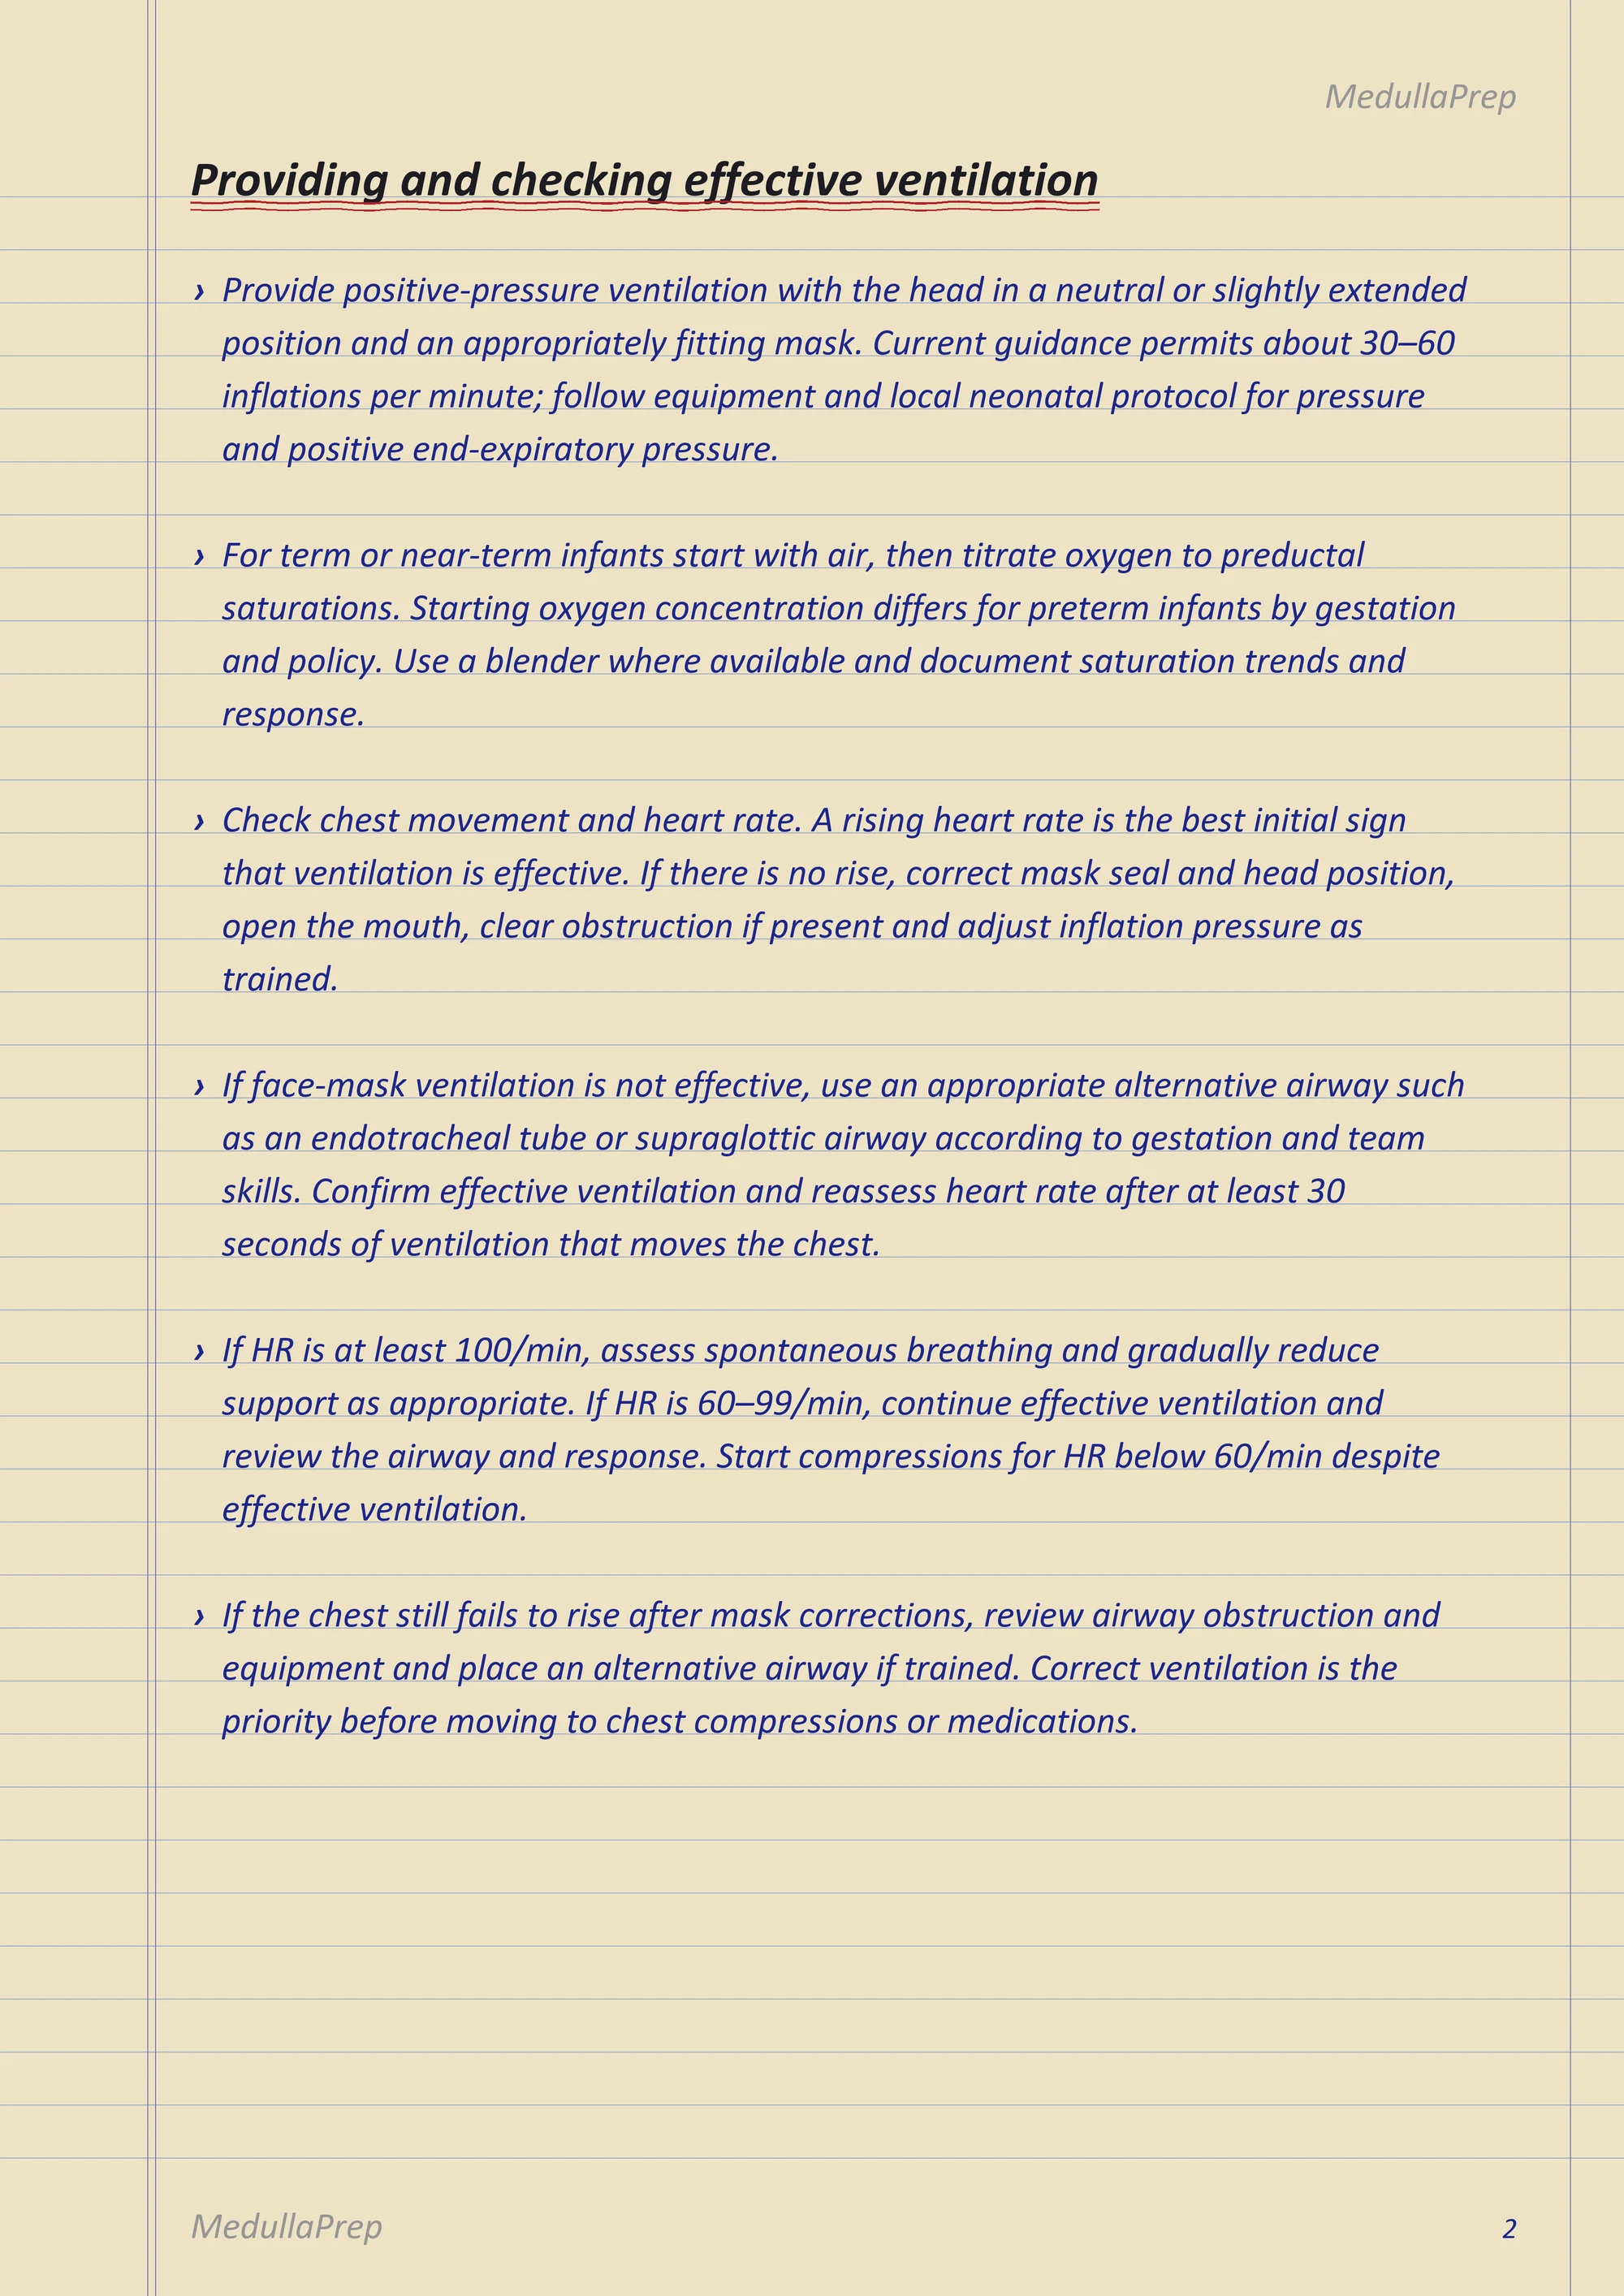 MedullaPrep
Providing and checking effective ventilation
› Provide positive-pressure ventilation with the head in a neutral or slightly extended
position and an appropriately fitting mask. Current guidance permits about 30–60
inflations per minute; follow equipment and local neonatal protocol for pressure
and positive end-expiratory pressure.
› For term or near-term infants start with air, then titrate oxygen to preductal
saturations. Starting oxygen concentration differs for preterm infants by gestation
and policy. Use a blender where available and document saturation trends and
response.
› Check chest movement and heart rate. A rising heart rate is the best initial sign
that ventilation is effective. If there is no rise, correct mask seal and head position,
open the mouth, clear obstruction if present and adjust inflation pressure as
trained.
› If face-mask ventilation is not effective, use an appropriate alternative airway such
as an endotracheal tube or supraglottic airway according to gestation and team
skills. Confirm effective ventilation and reassess heart rate after at least 30
seconds of ventilation that moves the chest.
› If HR is at least 100/min, assess spontaneous breathing and gradually reduce
support as appropriate. If HR is 60–99/min, continue effective ventilation and
review the airway and response. Start compressions for HR below 60/min despite
effective ventilation.
› If the chest still fails to rise after mask corrections, review airway obstruction and
equipment and place an alternative airway if trained. Correct ventilation is the
priority before moving to chest compressions or medications.
MedullaPrep
2